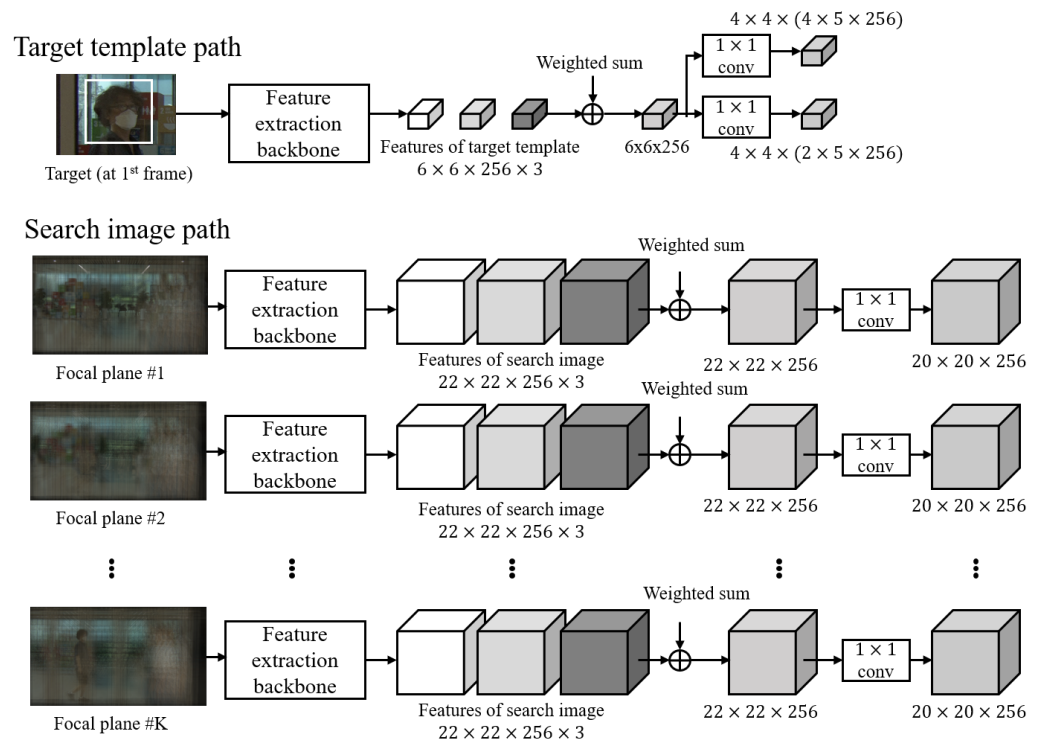 Target template path
4 × 4 × (4 × 5 × 256)
1 × 1
conv
Weighted sum
Feature
extraction
backbone
1 × 1
conv
Features of target template
6 × 6 × 256 × 3
6x6x256
4 × 4 × (2 × 5 × 256)
Target (at 1st frame)
Search image path
Weighted sum
Feature
extraction
backbone
1 × 1
conv
Focal plane #1
Features of search image
22 × 22 × 256 × 3
22 × 22 × 256
20 × 20 × 256
Weighted sum
Feature
extraction
backbone
1 × 1
conv
Focal plane #2
Features of search image
22 × 22 × 256 × 3
22 × 22 × 256
20 × 20 × 256
Weighted sum
Feature
extraction
backbone
1 × 1
conv
Focal plane #K
Features of search image
22 × 22 × 256 × 3
22 × 22 × 256
20 × 20 × 256